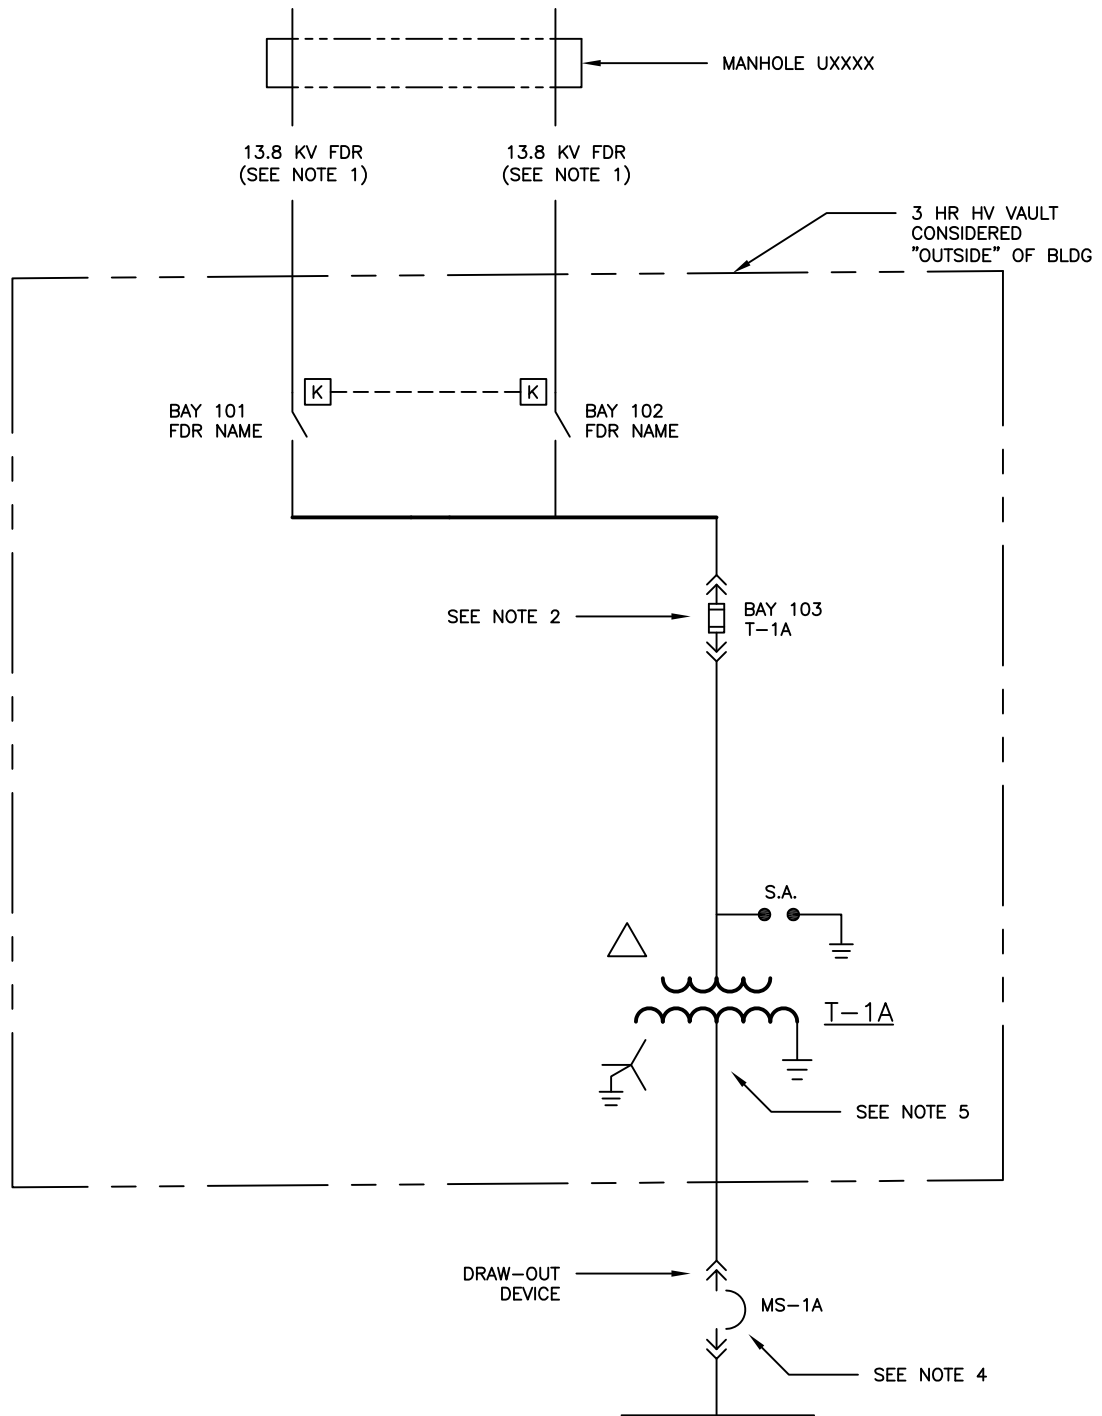 MANHOLE UXXXX
13.8 KV FDR
(SEE NOTE 1)
13.8 KV FDR
(SEE NOTE 1)
3 HR HV VAULT
CONSIDERED
"OUTSIDE" OF BLDG
K
K
BAY 101
FDR NAME
BAY 102
FDR NAME
SEE NOTE 2
BAY 103
T-1A
S.A.
T-1A
SEE NOTE 5
DRAW-OUT
DEVICE
MS-1A
SEE NOTE 4